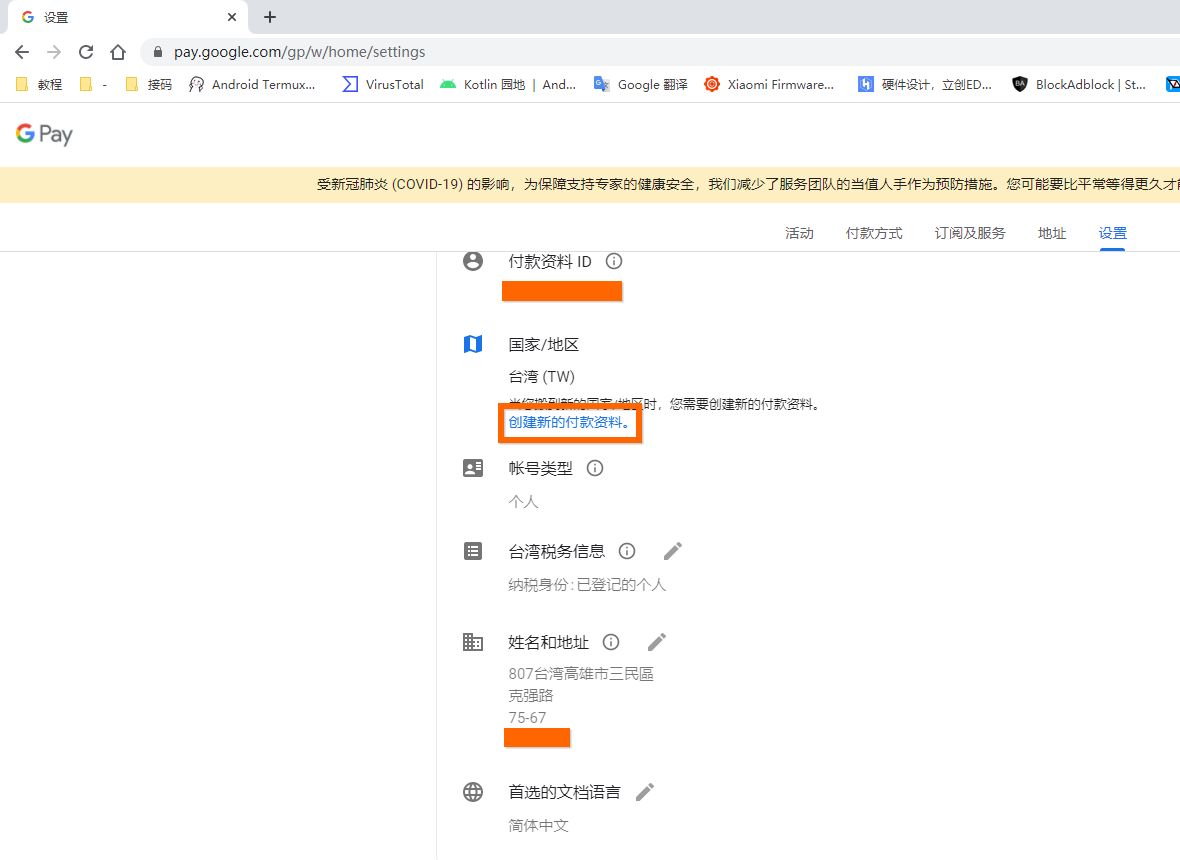 设置
pay.google.com/gp/w/home/settings
教程
-
接码
Android Termux...
VirusTotal
Kotlin 园地 | And...
Google 翻译
Xiaomi Firmware...
硬件设计，立创ED...
BlockAdblock | St...
G Pay
受新冠肺炎 (COVID-19) 的影响，为保障支持专家的健康安全，我们减少了服务团队的当值人手作为预防措施。您可能要比平常等得更久才
活动
付款方式
订阅及服务
地址
设置
付款资料 ID
国家/地区
台湾 (TW)
当您搬到新的国家/地区时，您需要创建新的付款资料。
创建新的付款资料。
帐号类型
个人
台湾税务信息
纳税身份: 已登记的个人
姓名和地址
807台湾高雄市三民區
克强路
75-67
首选的文档语言
简体中文